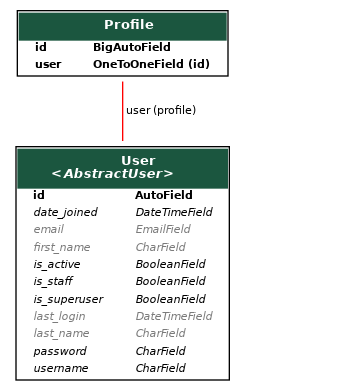 Profile
id BigAutoField
user OneToOneField (id)
user (profile)
User
<AbstractUser>
id AutoField
date_joined DateTimeField
email EmailField
first_name CharField
is_active BooleanField
is_staff BooleanField
is_superuser BooleanField
last_login DateTimeField
last_name CharField
password CharField
username CharField